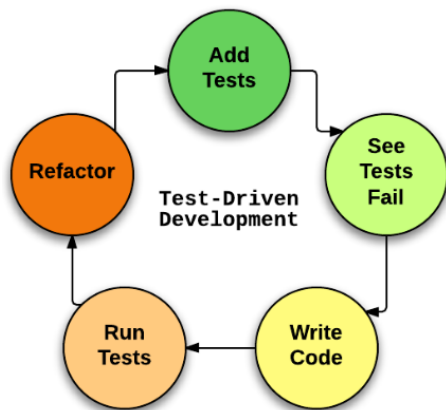 Add
Tests
See
Tests
Fail
Write
Code
Run
Tests
Refactor
Test-Driven
Development